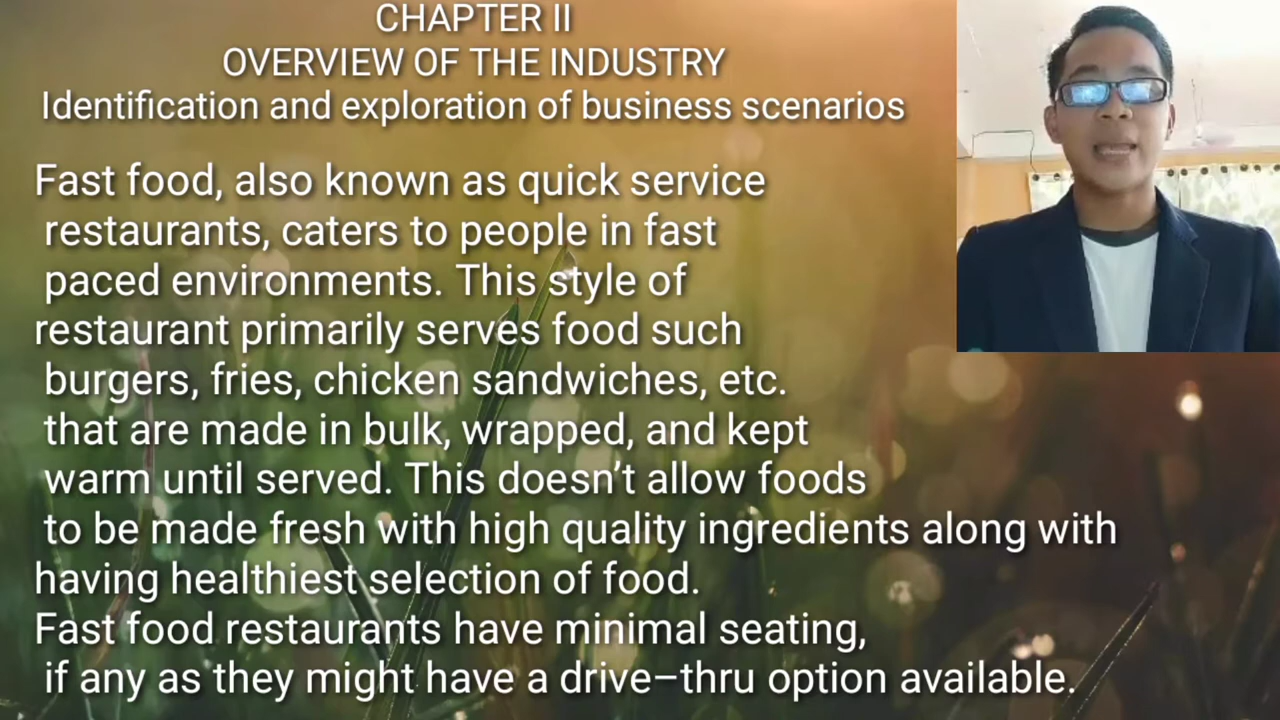 CHAPTER II
OVERVIEW OF THE INDUSTRY
Identification and exploration of business scenarios
Fast food, also known as quick service
restaurants, caters to people in fast
paced environments. This style of
restaurant primarily serves food such
burgers, fries, chicken sandwiches, etc.
that are made in bulk, wrapped, and kept
warm until served. This doesn’t allow foods
to be made fresh with high quality ingredients along with
having healthiest selection of food.
Fast food restaurants have minimal seating,
if any as they might have a drive–thru option available.